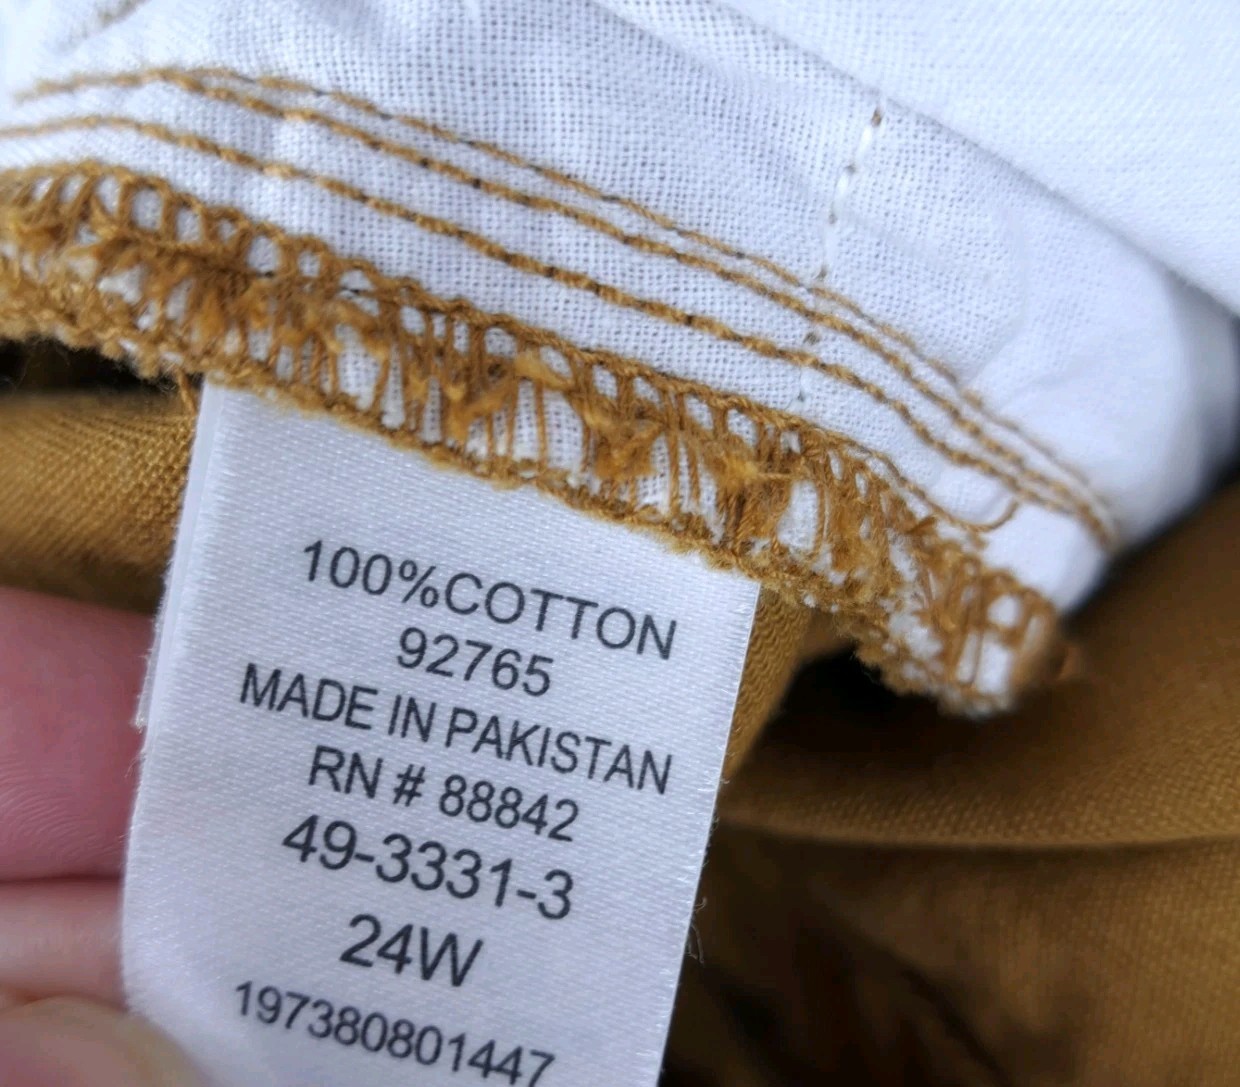 100%COTTON
92765
MADE IN PAKISTAN
RN # 88842
49-3331-3
24W
197380801447